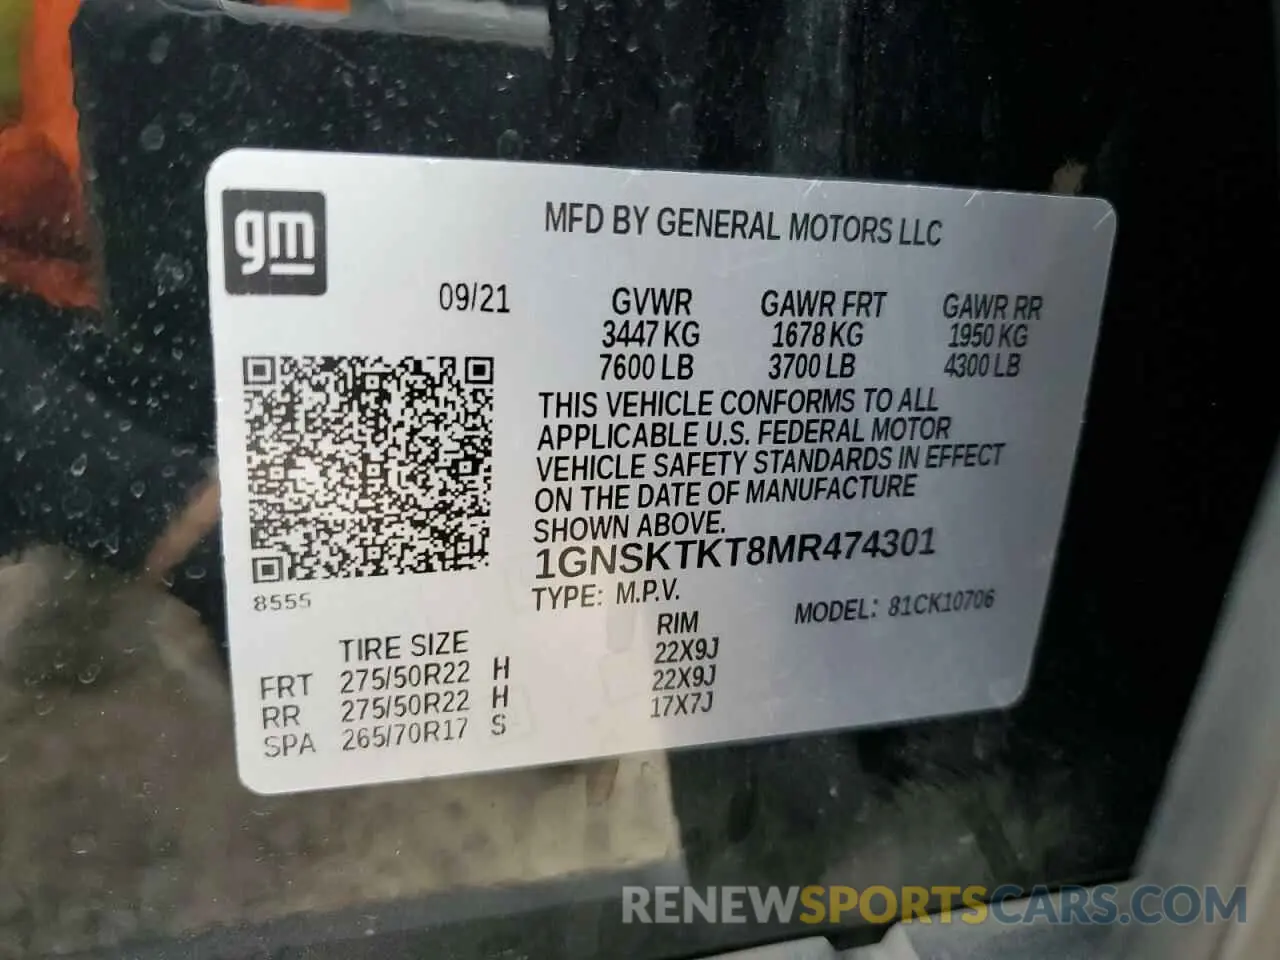 gm
MFD BY GENERAL MOTORS LLC
09/21
GVWR GAWR FRT GAWR RR
3447 KG 1678 KG 1950 KG
7600 LB 3700 LB 4300 LB
THIS VEHICLE CONFORMS TO ALL
APPLICABLE U.S. FEDERAL MOTOR
VEHICLE SAFETY STANDARDS IN EFFECT
ON THE DATE OF MANUFACTURE
SHOWN ABOVE.
1GNSKTKT8MR474301
8555
TYPE: M.P.V. MODEL: 81CK10706
TIRE SIZE RIM
FRT 275/50R22 H 22X9J
RR 275/50R22 H 22X9J
SPA 265/70R17 S 17X7J
RENEWSPORTSCARS.COM